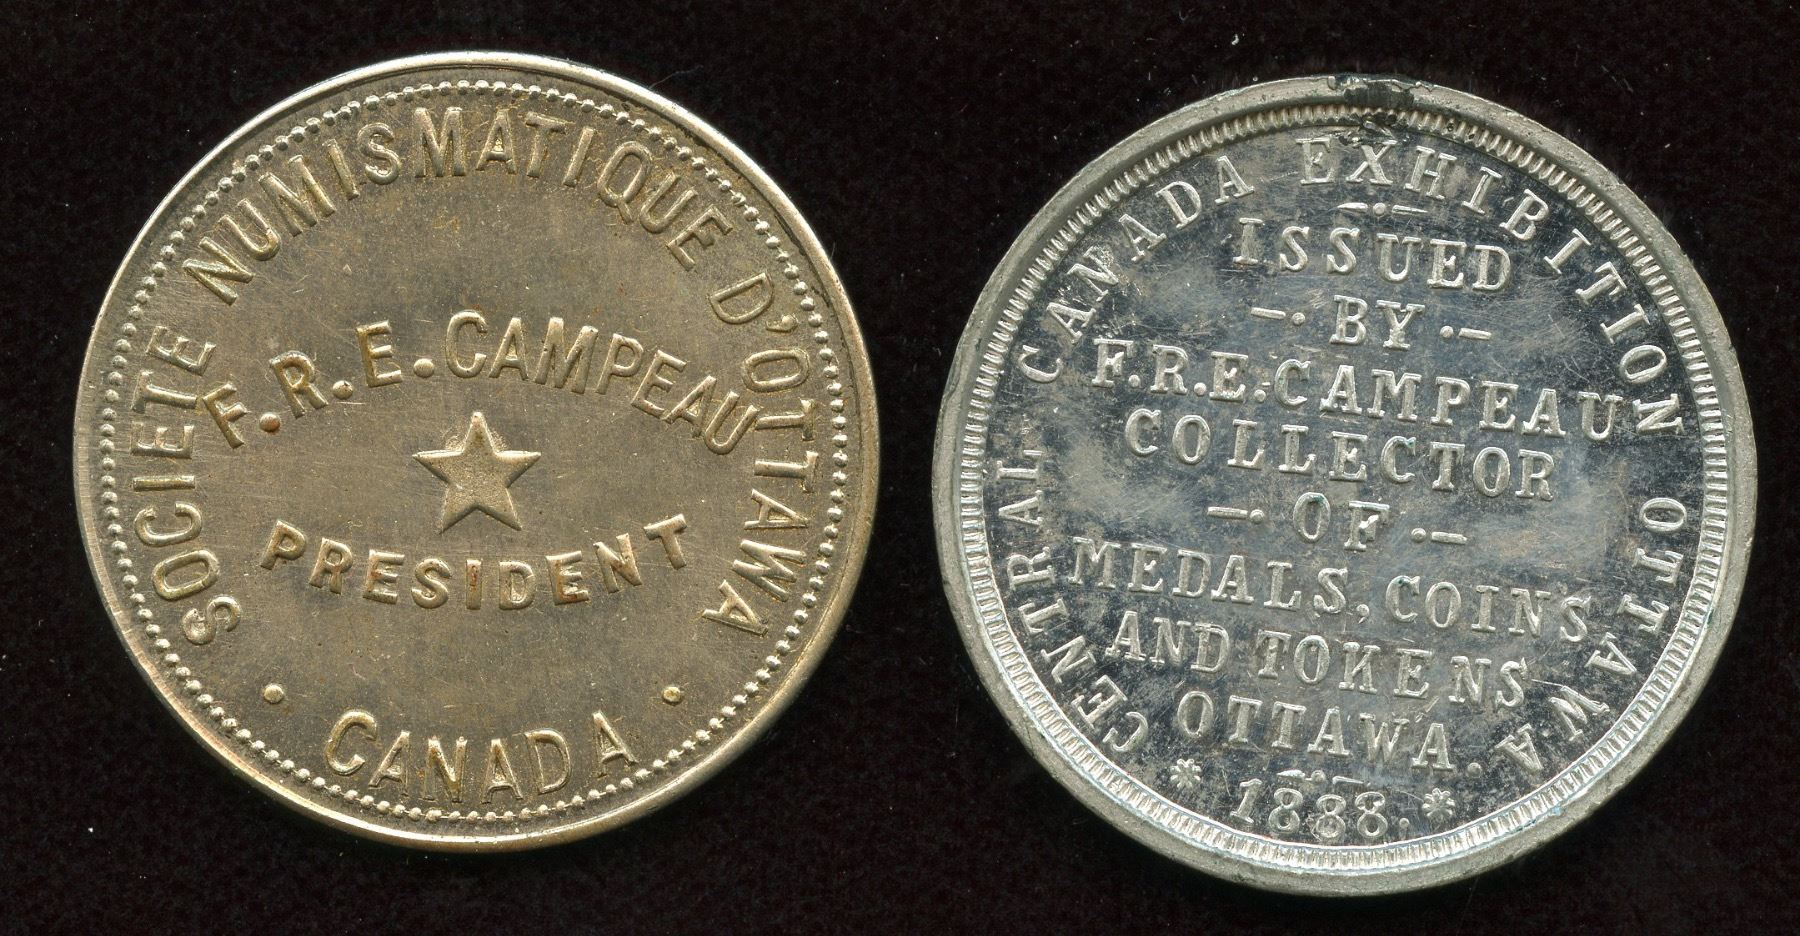 SOCIETE NUMISMATIQUE D'OTTAWA
F.R.E.CAMPEAU
PRESIDENT
CANADA
CENTRAL CANADA EXHIBITION OTTAWA.
ISSUED
BY
F.R.E.CAMPEAU
COLLECTOR
OF
MEDALS, COINS
AND TOKENS
OTTAWA.
1888.